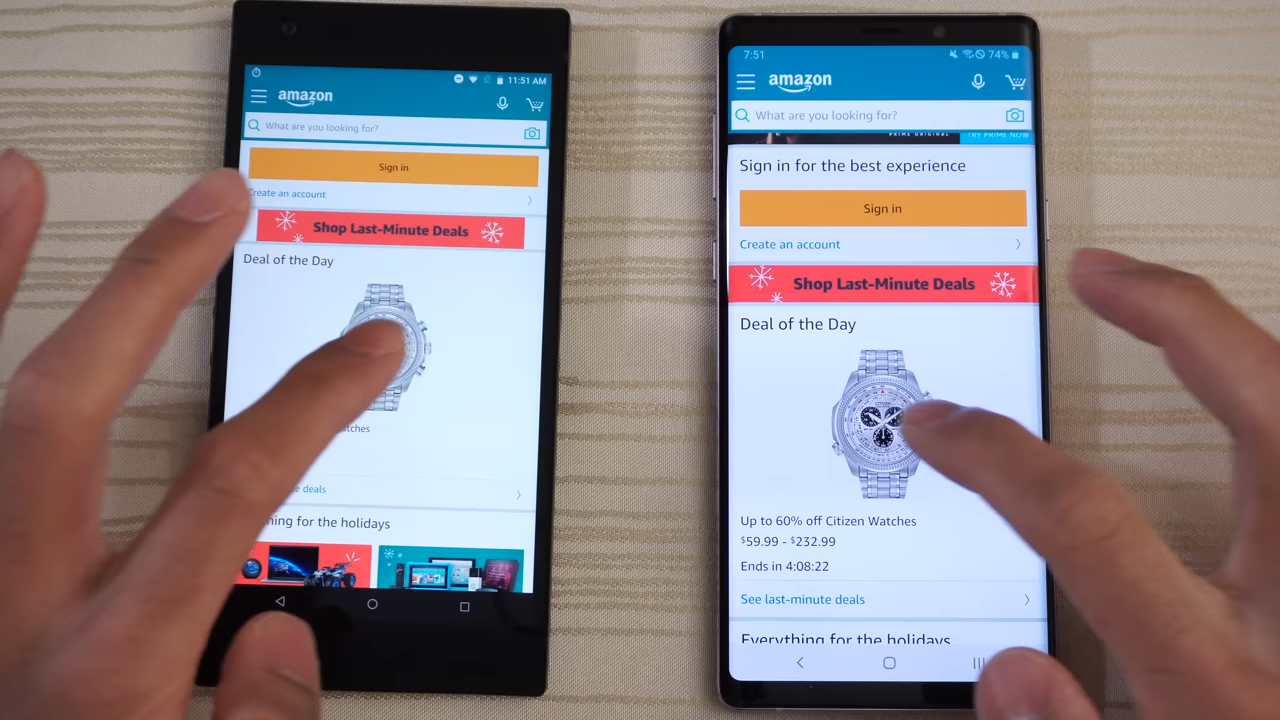 11:51 AM
amazon
What are you looking for?
Sign in
Create an account
Shop Last-Minute Deals
Deal of the Day
deals
for the holidays
7:51
74%
amazon
What are you looking for?
PRIME ORIGINAL
TRY PRIME NOW
Sign in for the best experience
Sign in
Create an account
Shop Last-Minute Deals
Deal of the Day
CITIZEN
Up to 60% off Citizen Watches
$59.99 - $232.99
Ends in 4:08:22
See last-minute deals
Everything for the holidays